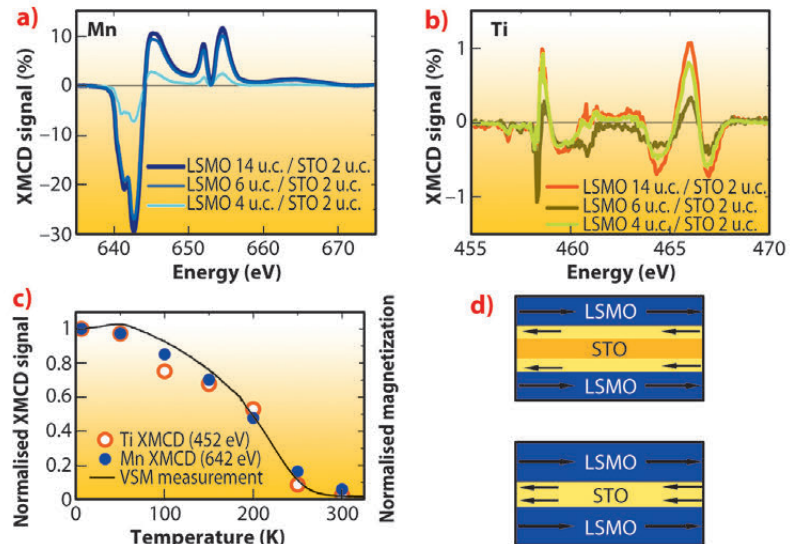 a)
Mn
XMCD signal (%)
10
0
−10
−20
−30
LSMO 14 u.c. / STO 2 u.c.
LSMO 6 u.c. / STO 2 u.c.
LSMO 4 u.c. / STO 2 u.c.
640 650 660 670
Energy (eV)
b)
Ti
XMCD signal (%)
1
0
−1
LSMO 14 u.c. / STO 2 u.c.
LSMO 6 u.c. / STO 2 u.c.
LSMO 4 u.c. / STO 2 u.c.
455 460 465 470
Energy (eV)
c)
Normalised XMCD signal
Normalised magnetization
1
0.8
0.6
0.4
0.2
0
Ti XMCD (452 eV)
Mn XMCD (642 eV)
VSM measurement
0 50 100 150 200 250 300
Temperature (K)
d)
LSMO
STO
LSMO
LSMO
STO
LSMO